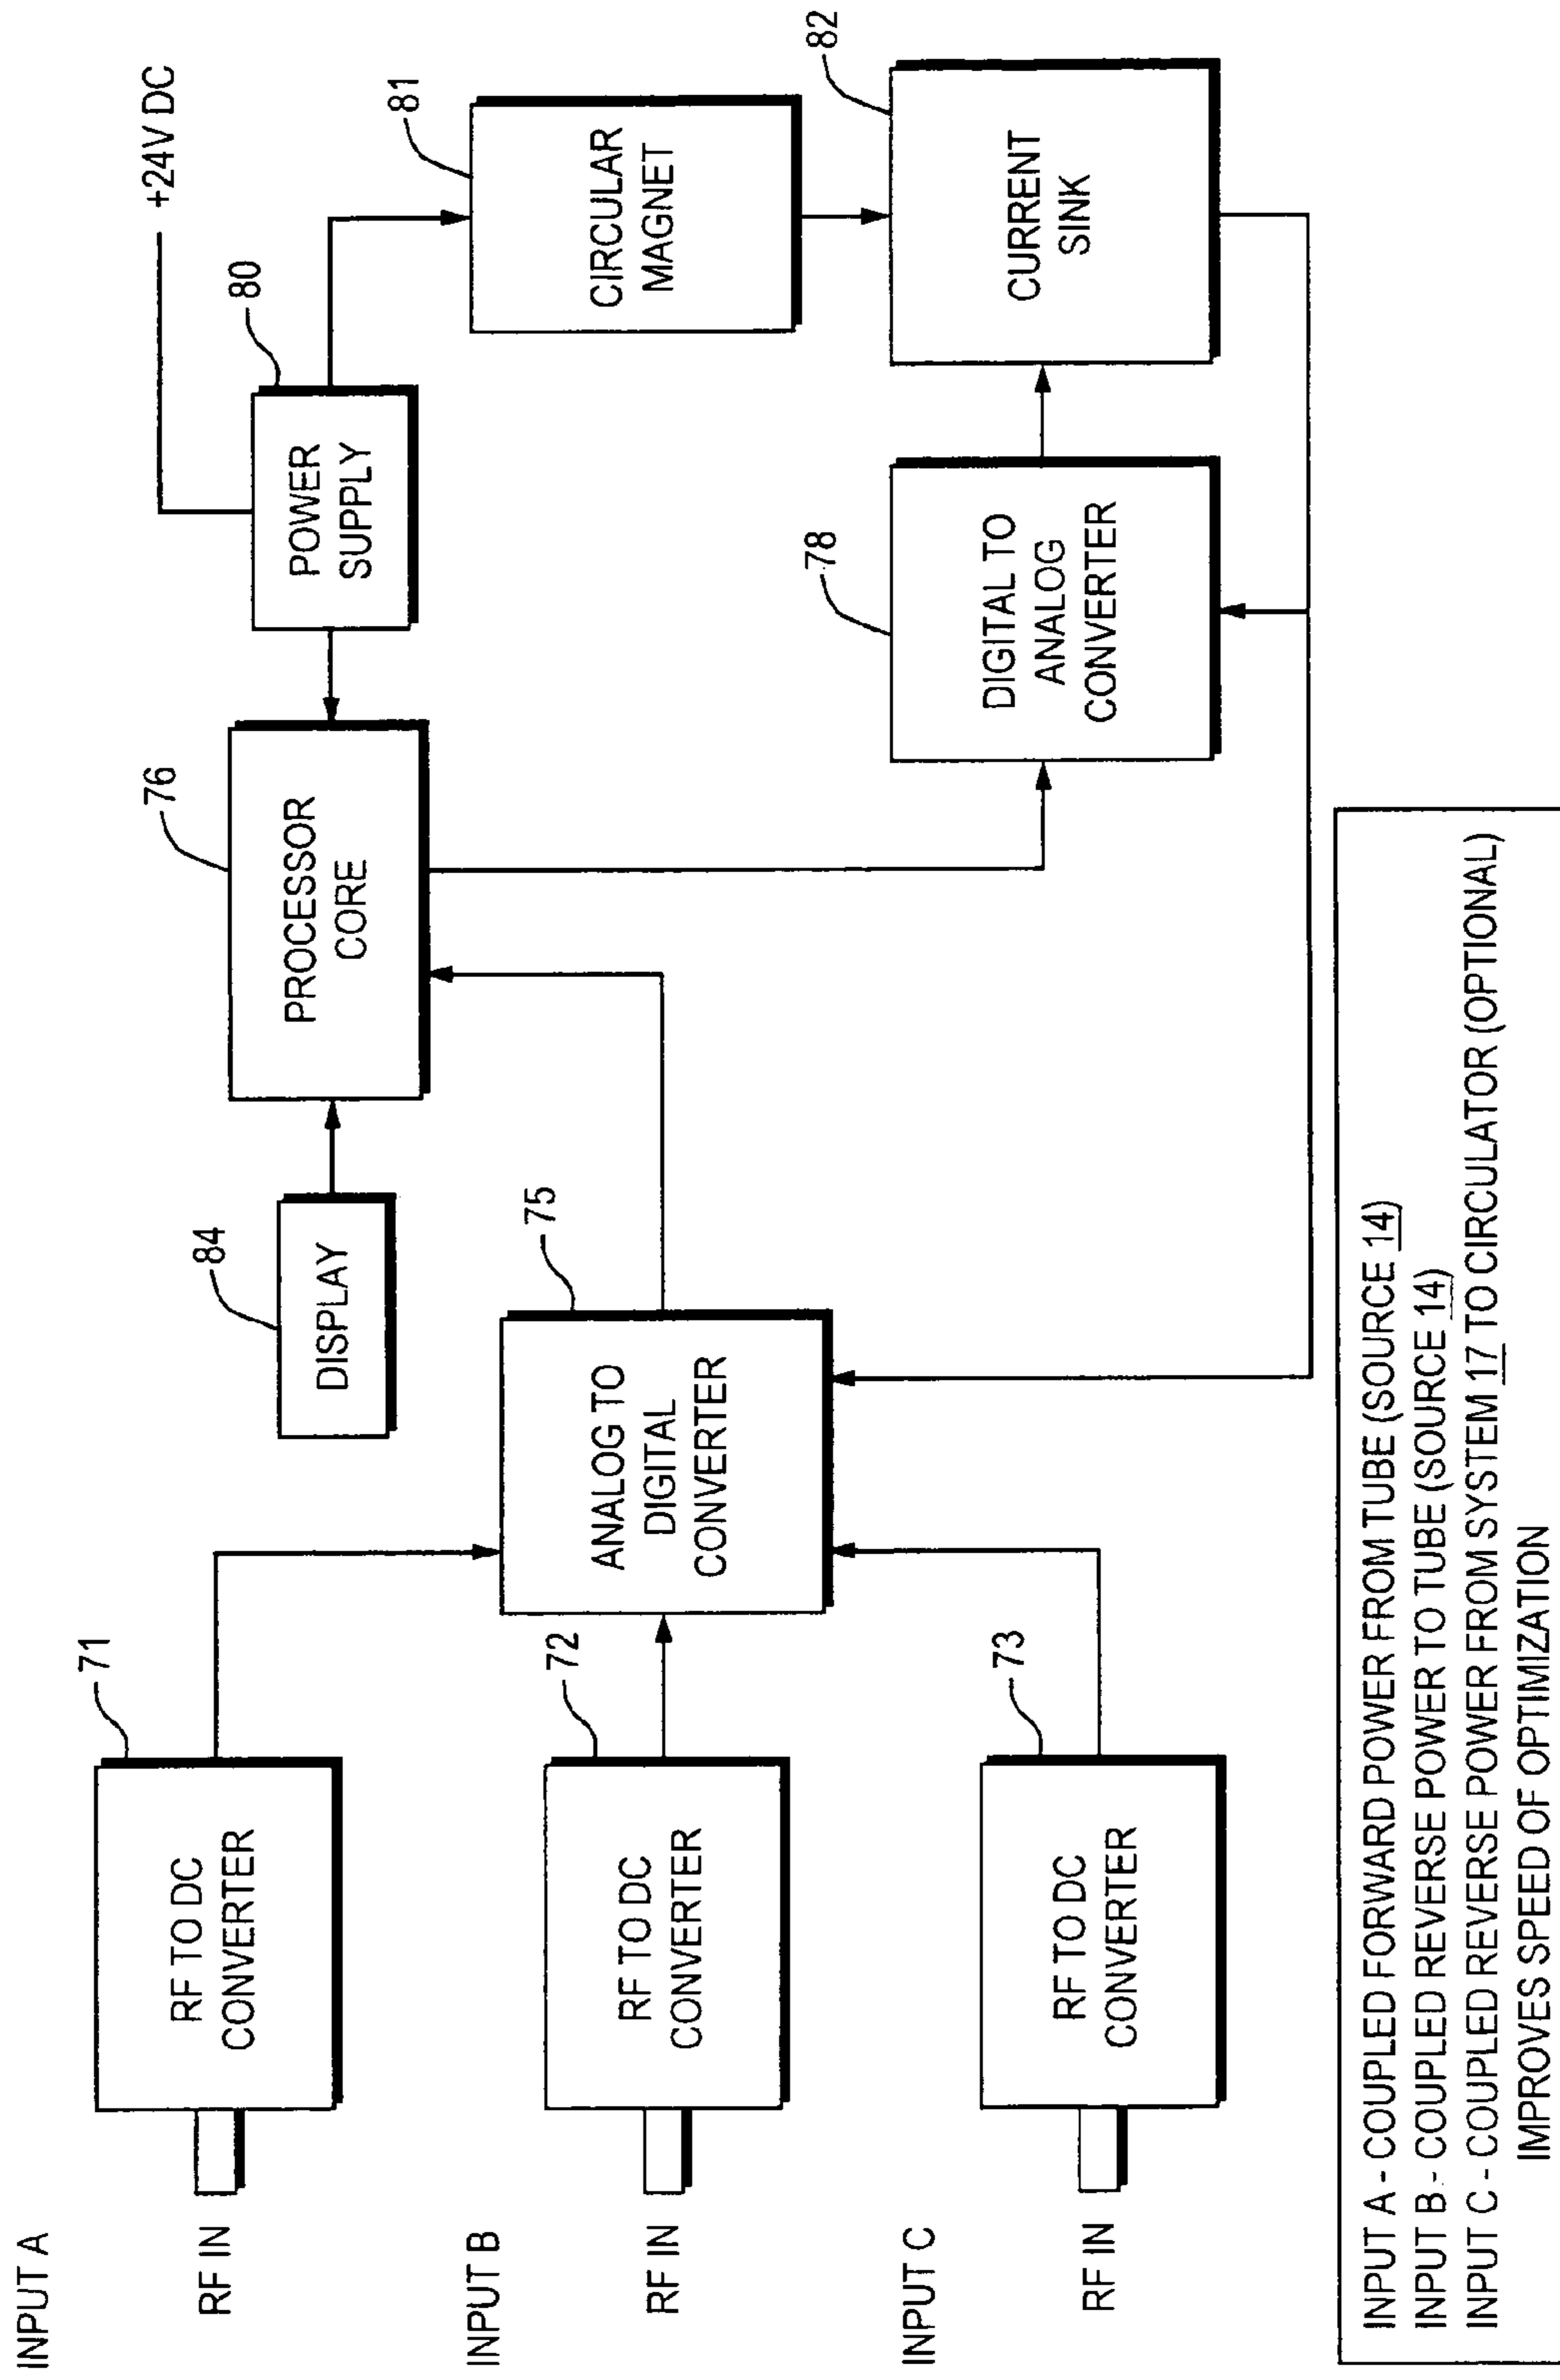 INPUT A
RF IN
71
RF TO DC
CONVERTER
INPUT B
RF IN
72
RF TO DC
CONVERTER
INPUT C
RF IN
73
RF TO DC
CONVERTER
75
ANALOG TO
DIGITAL
CONVERTER
84
DISPLAY
76
PROCESSOR
CORE
80
POWER
SUPPLY
+24V DC
81
CIRCULAR
MAGNET
78
DIGITAL TO
ANALOG
CONVERTER
82
CURRENT
SINK
INPUT A - COUPLED FORWARD POWER FROM TUBE (SOURCE 14)
INPUT B - COUPLED REVERSE POWER TO TUBE (SOURCE 14)
INPUT C - COUPLED REVERSE POWER FROM SYSTEM 17 TO CIRCULATOR (OPTIONAL)
IMPROVES SPEED OF OPTIMIZATION